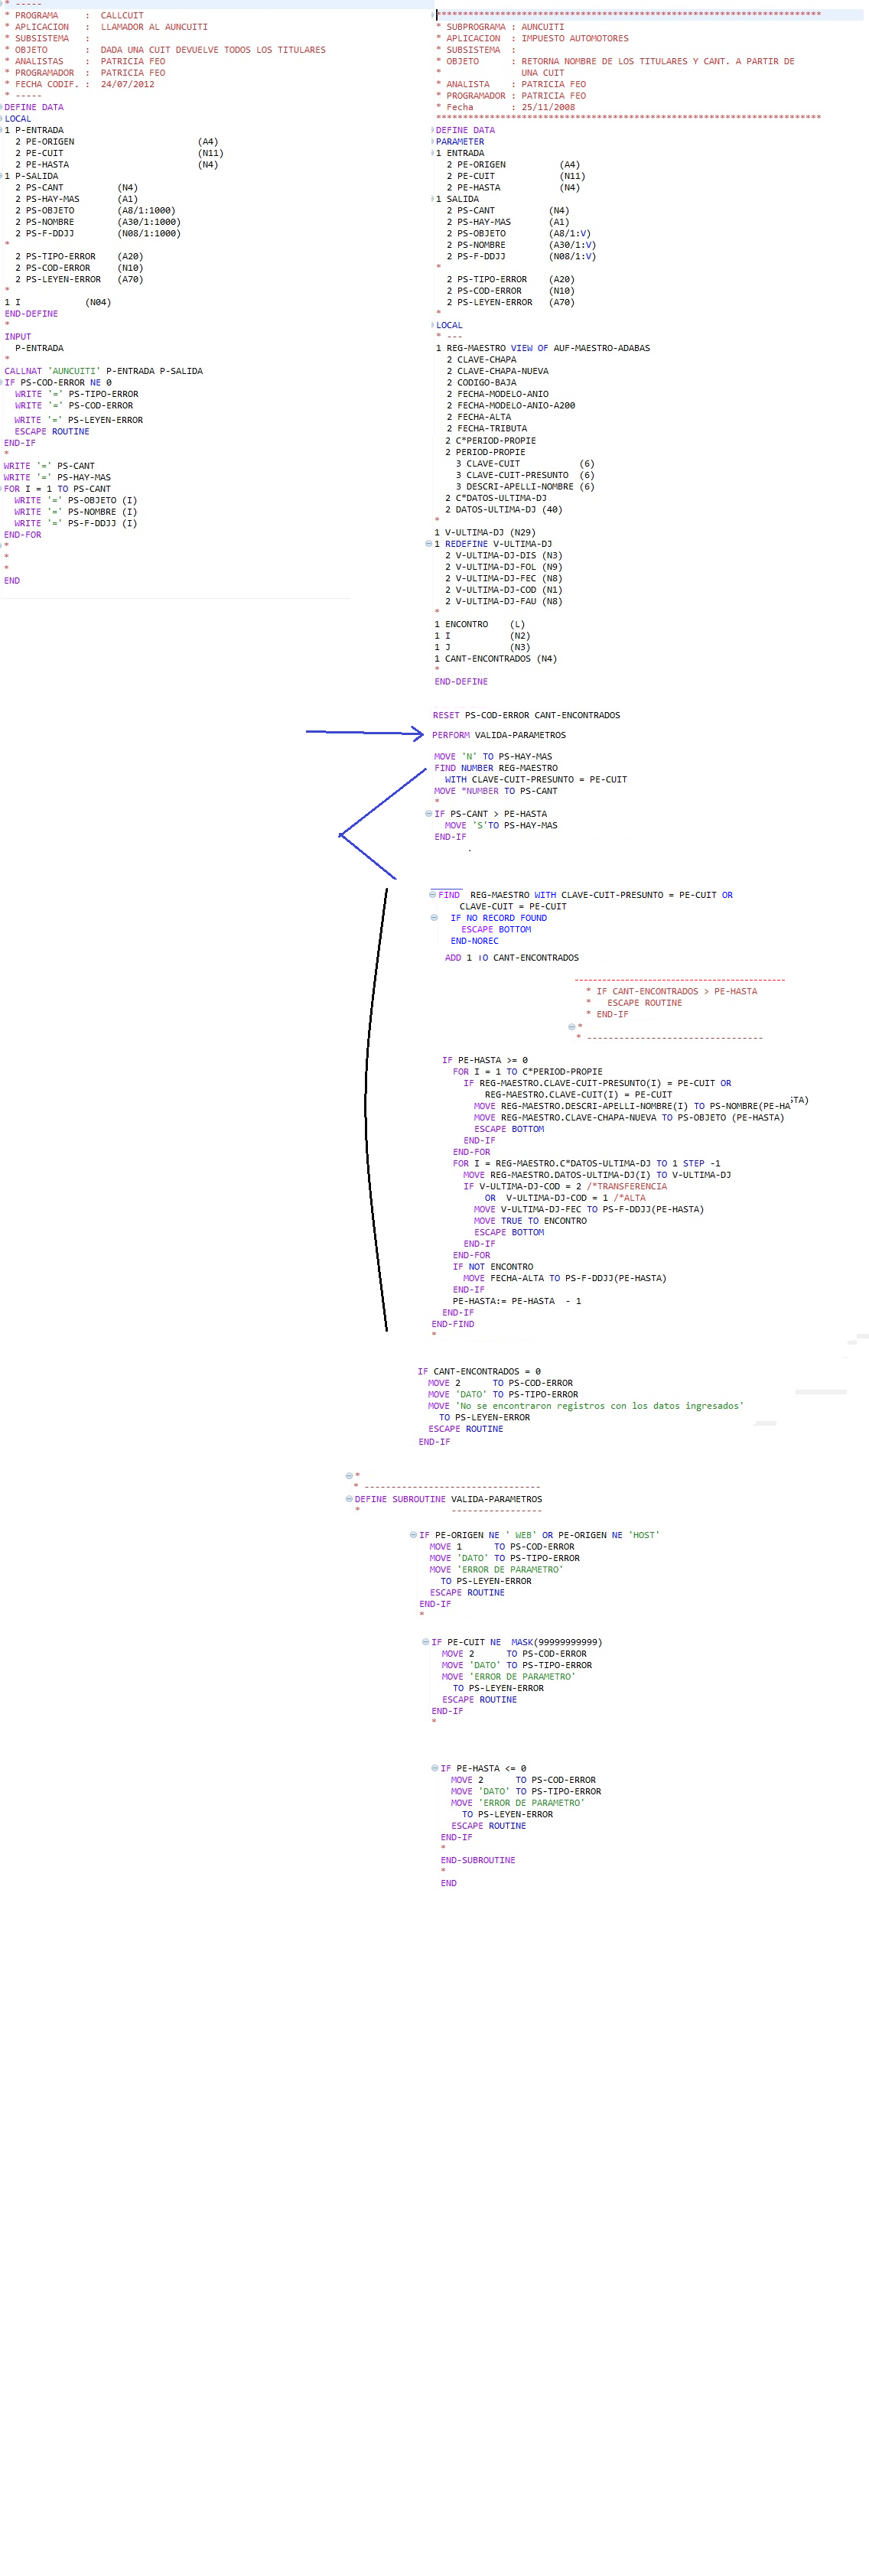 * -----
* PROGRAMA     :  CALLCUIT
* APLICACION   :  LLAMADOR AL AUNCUITI
* SUBSISTEMA   :
* OBJETO       :  DADA UNA CUIT DEVUELVE TODOS LOS TITULARES
* ANALISTAS    :  PATRICIA FEO
* PROGRAMADOR  :  PATRICIA FEO
* FECHA CODIF. :  24/07/2012
* -----
DEFINE DATA
LOCAL
1 P-ENTRADA
  2 PE-ORIGEN                       (A4)
  2 PE-CUIT                         (N11)
  2 PE-HASTA                        (N4)
1 P-SALIDA
  2 PS-CANT          (N4)
  2 PS-HAY-MAS       (A1)
  2 PS-OBJETO        (A8/1:1000)
  2 PS-NOMBRE        (A30/1:1000)
  2 PS-F-DDJJ        (N08/1:1000)
*
  2 PS-TIPO-ERROR    (A20)
  2 PS-COD-ERROR     (N10)
  2 PS-LEYEN-ERROR   (A70)
*
1 I            (N04)
END-DEFINE
*
INPUT
  P-ENTRADA
*
CALLNAT 'AUNCUITI' P-ENTRADA P-SALIDA
IF PS-COD-ERROR NE 0
  WRITE '=' PS-TIPO-ERROR
  WRITE '=' PS-COD-ERROR
  WRITE '=' PS-LEYEN-ERROR
  ESCAPE ROUTINE
END-IF
*
WRITE '=' PS-CANT
WRITE '=' PS-HAY-MAS
FOR I = 1 TO PS-CANT
  WRITE '=' PS-OBJETO (I)
  WRITE '=' PS-NOMBRE (I)
  WRITE '=' PS-F-DDJJ (I)
END-FOR
*
*
*
END
************************************************************************
* SUBPROGRAMA : AUNCUITI
* APLICACION  : IMPUESTO AUTOMOTORES
* SUBSISTEMA  :
* OBJETO      : RETORNA NOMBRE DE LOS TITULARES Y CANT. A PARTIR DE
*               UNA CUIT
* ANALISTA    : PATRICIA FEO
* PROGRAMADOR : PATRICIA FEO
* Fecha       : 25/11/2008
************************************************************************
DEFINE DATA
PARAMETER
1 ENTRADA
  2 PE-ORIGEN          (A4)
  2 PE-CUIT            (N11)
  2 PE-HASTA           (N4)
1 SALIDA
  2 PS-CANT          (N4)
  2 PS-HAY-MAS       (A1)
  2 PS-OBJETO        (A8/1:V)
  2 PS-NOMBRE        (A30/1:V)
  2 PS-F-DDJJ        (N08/1:V)
*
  2 PS-TIPO-ERROR    (A20)
  2 PS-COD-ERROR     (N10)
  2 PS-LEYEN-ERROR   (A70)
*
LOCAL
* ---
1 REG-MAESTRO VIEW OF AUF-MAESTRO-ADABAS
  2 CLAVE-CHAPA
  2 CLAVE-CHAPA-NUEVA
  2 CODIGO-BAJA
  2 FECHA-MODELO-ANIO
  2 FECHA-MODELO-ANIO-A200
  2 FECHA-ALTA
  2 FECHA-TRIBUTA
  2 C*PERIOD-PROPIE
  2 PERIOD-PROPIE
    3 CLAVE-CUIT           (6)
    3 CLAVE-CUIT-PRESUNTO  (6)
    3 DESCRI-APELLI-NOMBRE (6)
  2 C*DATOS-ULTIMA-DJ
  2 DATOS-ULTIMA-DJ (40)
*
1 V-ULTIMA-DJ (N29)
1 REDEFINE V-ULTIMA-DJ
  2 V-ULTIMA-DJ-DIS (N3)
  2 V-ULTIMA-DJ-FOL (N9)
  2 V-ULTIMA-DJ-FEC (N8)
  2 V-ULTIMA-DJ-COD (N1)
  2 V-ULTIMA-DJ-FAU (N8)
*
1 ENCONTRO    (L)
1 I           (N2)
1 J           (N3)
1 CANT-ENCONTRADOS (N4)
*
END-DEFINE
RESET PS-COD-ERROR CANT-ENCONTRADOS
PERFORM VALIDA-PARAMETROS
MOVE 'N' TO PS-HAY-MAS
FIND NUMBER REG-MAESTRO
  WITH CLAVE-CUIT-PRESUNTO = PE-CUIT
MOVE *NUMBER TO PS-CANT
*
IF PS-CANT > PE-HASTA
  MOVE 'S'TO PS-HAY-MAS
END-IF
.
FIND  REG-MAESTRO WITH CLAVE-CUIT-PRESUNTO = PE-CUIT OR
    CLAVE-CUIT = PE-CUIT
  IF NO RECORD FOUND
    ESCAPE BOTTOM
  END-NOREC
  ADD 1 TO CANT-ENCONTRADOS
---------------------------------------
* IF CANT-ENCONTRADOS > PE-HASTA
*   ESCAPE ROUTINE
* END-IF
*
* ---------------------------------
  IF PE-HASTA >= 0
    FOR I = 1 TO C*PERIOD-PROPIE
      IF REG-MAESTRO.CLAVE-CUIT-PRESUNTO(I) = PE-CUIT OR
          REG-MAESTRO.CLAVE-CUIT(I) = PE-CUIT
        MOVE REG-MAESTRO.DESCRI-APELLI-NOMBRE(I) TO PS-NOMBRE(PE-HASTA)
        MOVE REG-MAESTRO.CLAVE-CHAPA-NUEVA TO PS-OBJETO (PE-HASTA)
        ESCAPE BOTTOM
      END-IF
    END-FOR
    FOR I = REG-MAESTRO.C*DATOS-ULTIMA-DJ TO 1 STEP -1
      MOVE REG-MAESTRO.DATOS-ULTIMA-DJ(I) TO V-ULTIMA-DJ
      IF V-ULTIMA-DJ-COD = 2 /*TRANSFERENCIA
          OR  V-ULTIMA-DJ-COD = 1 /*ALTA
        MOVE V-ULTIMA-DJ-FEC TO PS-F-DDJJ(PE-HASTA)
        MOVE TRUE TO ENCONTRO
        ESCAPE BOTTOM
      END-IF
    END-FOR
    IF NOT ENCONTRO
      MOVE FECHA-ALTA TO PS-F-DDJJ(PE-HASTA)
    END-IF
    PE-HASTA:= PE-HASTA  - 1
  END-IF
END-FIND
*
IF CANT-ENCONTRADOS = 0
  MOVE 2      TO PS-COD-ERROR
  MOVE 'DATO' TO PS-TIPO-ERROR
  MOVE 'No se encontraron registros con los datos ingresados'
    TO PS-LEYEN-ERROR
  ESCAPE ROUTINE
END-IF
*
* ---------------------------------
DEFINE SUBROUTINE VALIDA-PARAMETROS
*                 -----------------
IF PE-ORIGEN NE ' WEB' OR PE-ORIGEN NE 'HOST'
  MOVE 1      TO PS-COD-ERROR
  MOVE 'DATO' TO PS-TIPO-ERROR
  MOVE 'ERROR DE PARAMETRO'
    TO PS-LEYEN-ERROR
  ESCAPE ROUTINE
END-IF
*
IF PE-CUIT NE  MASK(99999999999)
  MOVE 2      TO PS-COD-ERROR
  MOVE 'DATO' TO PS-TIPO-ERROR
  MOVE 'ERROR DE PARAMETRO'
    TO PS-LEYEN-ERROR
  ESCAPE ROUTINE
END-IF
*
IF PE-HASTA <= 0
  MOVE 2      TO PS-COD-ERROR
  MOVE 'DATO' TO PS-TIPO-ERROR
  MOVE 'ERROR DE PARAMETRO'
    TO PS-LEYEN-ERROR
  ESCAPE ROUTINE
END-IF
*
END-SUBROUTINE
*
END